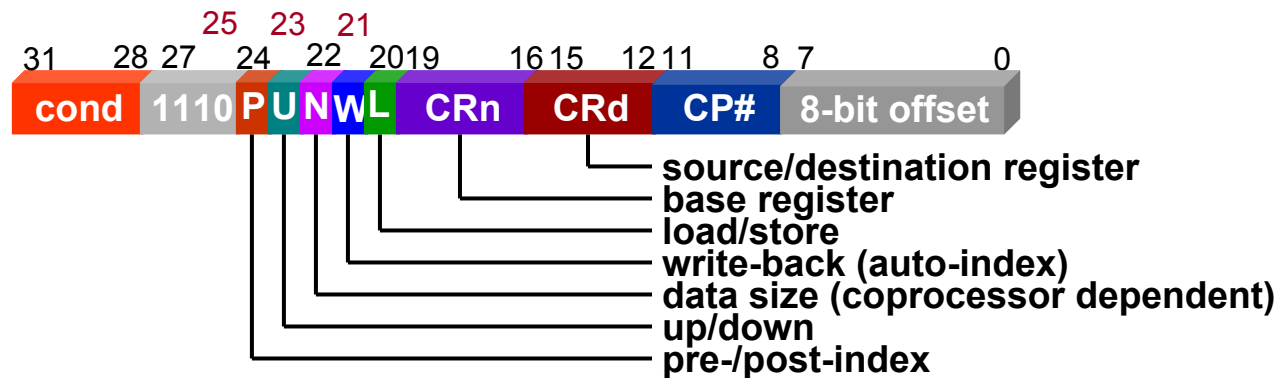 25 23 21
31 28 27 24 22 20 19 16 15 12 11 8 7 0
cond 1110 P U N W L CRn CRd CP# 8-bit offset
source/destination register
base register
load/store
write-back (auto-index)
data size (coprocessor dependent)
up/down
pre-/post-index